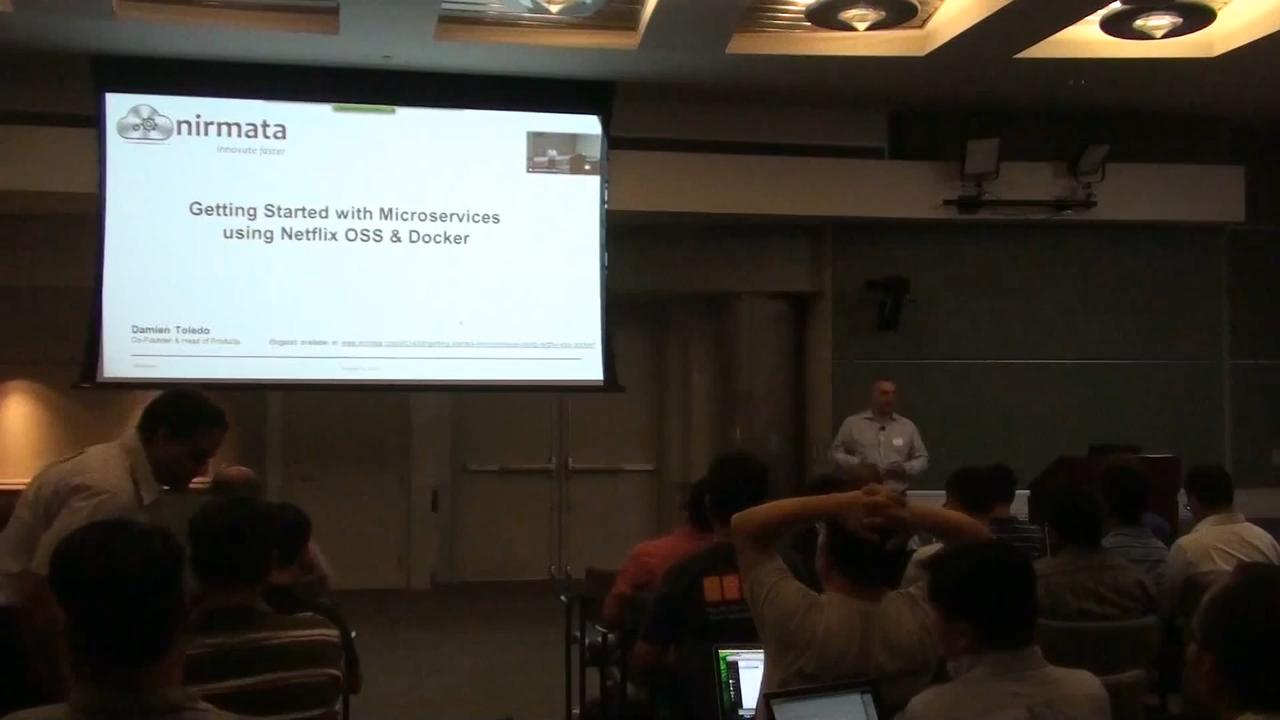 nirmata
innovate faster
Getting Started with Microservices
using Netflix OSS & Docker
Damien Toledo
Co-Founder & Head of Products